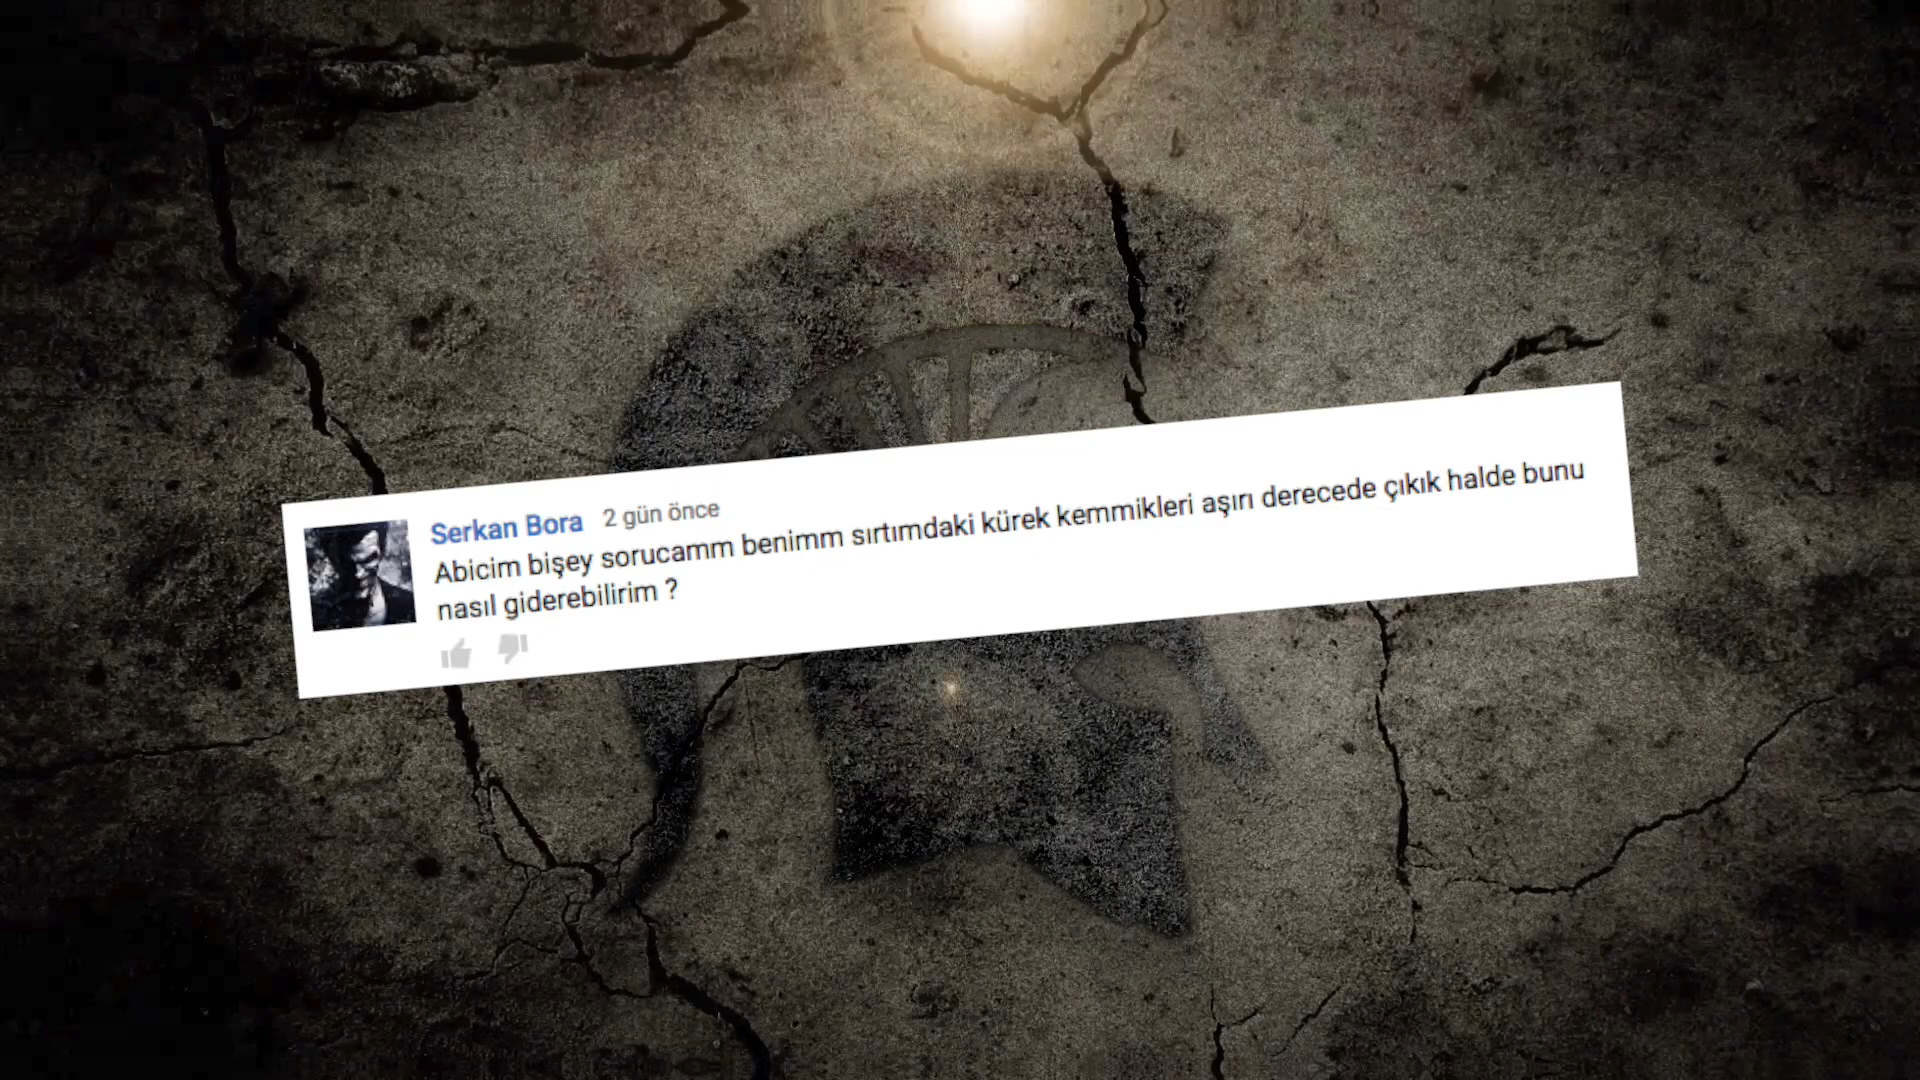 Serkan Bora 2 gün önce
Abicim bişey sorucamm benimm sırtımdaki kürek kemmikleri aşırı derecede çıkık halde bunu
nasıl giderebilirim ?